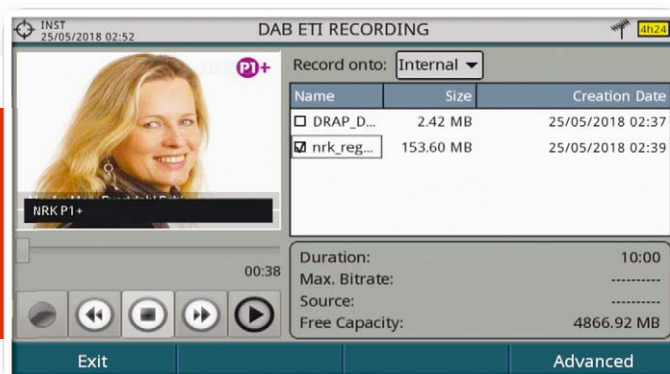 INST
25/05/2018 02:52
DAB ETI RECORDING
4h24
P1+
NRK P1+
00:38
Record onto: Internal
Name Size Creation Date
DRAP_D... 2.42 MB 25/05/2018 02:37
nrk_reg... 153.60 MB 25/05/2018 02:39
Duration: 10:00
Max. Bitrate: ----------
Source: ----------
Free Capacity: 4866.92 MB
Exit
Advanced